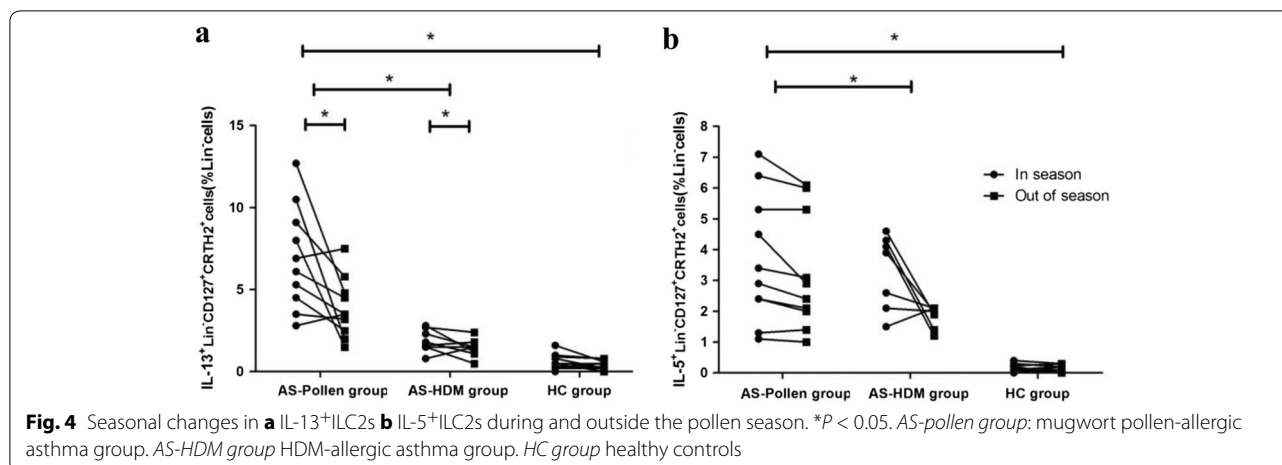 a
*
*
*
*
IL-13⁺Lin⁻CD127⁺CRTH2⁺cells(%Lin⁻cells)
15
10
5
0
AS-Pollen group AS-HDM group HC group
b
*
*
IL-5⁺Lin⁻CD127⁺CRTH2⁺cells(%Lin⁻cells)
8
7
6
5
4
3
2
1
0
In season
Out of season
AS-Pollen group AS-HDM group HC group
Fig. 4 Seasonal changes in a IL-13⁺ILC2s b IL-5⁺ILC2s during and outside the pollen season. *P < 0.05. AS-pollen group: mugwort pollen-allergic
asthma group. AS-HDM group HDM-allergic asthma group. HC group healthy controls